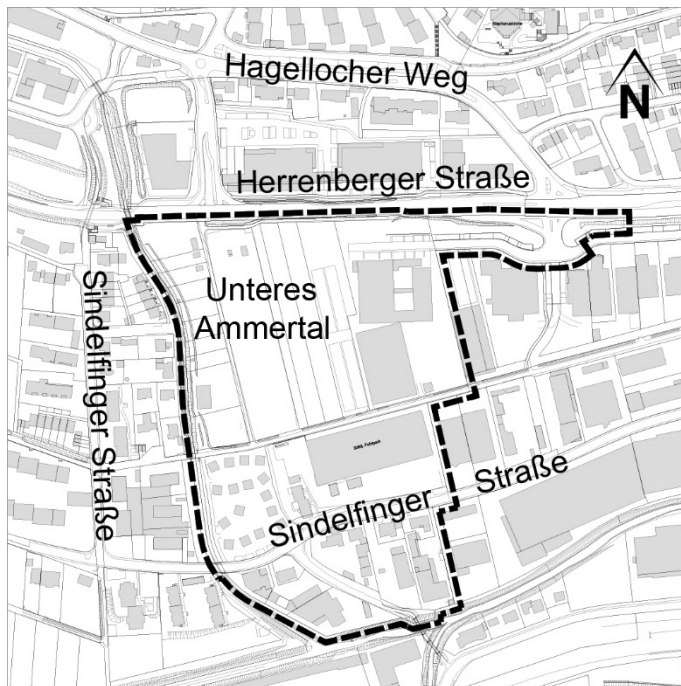 Hagellocher Weg
N
Herrenberger Straße
Unteres
Ammertal
Sindelfinger Straße
Sindelfinger Straße